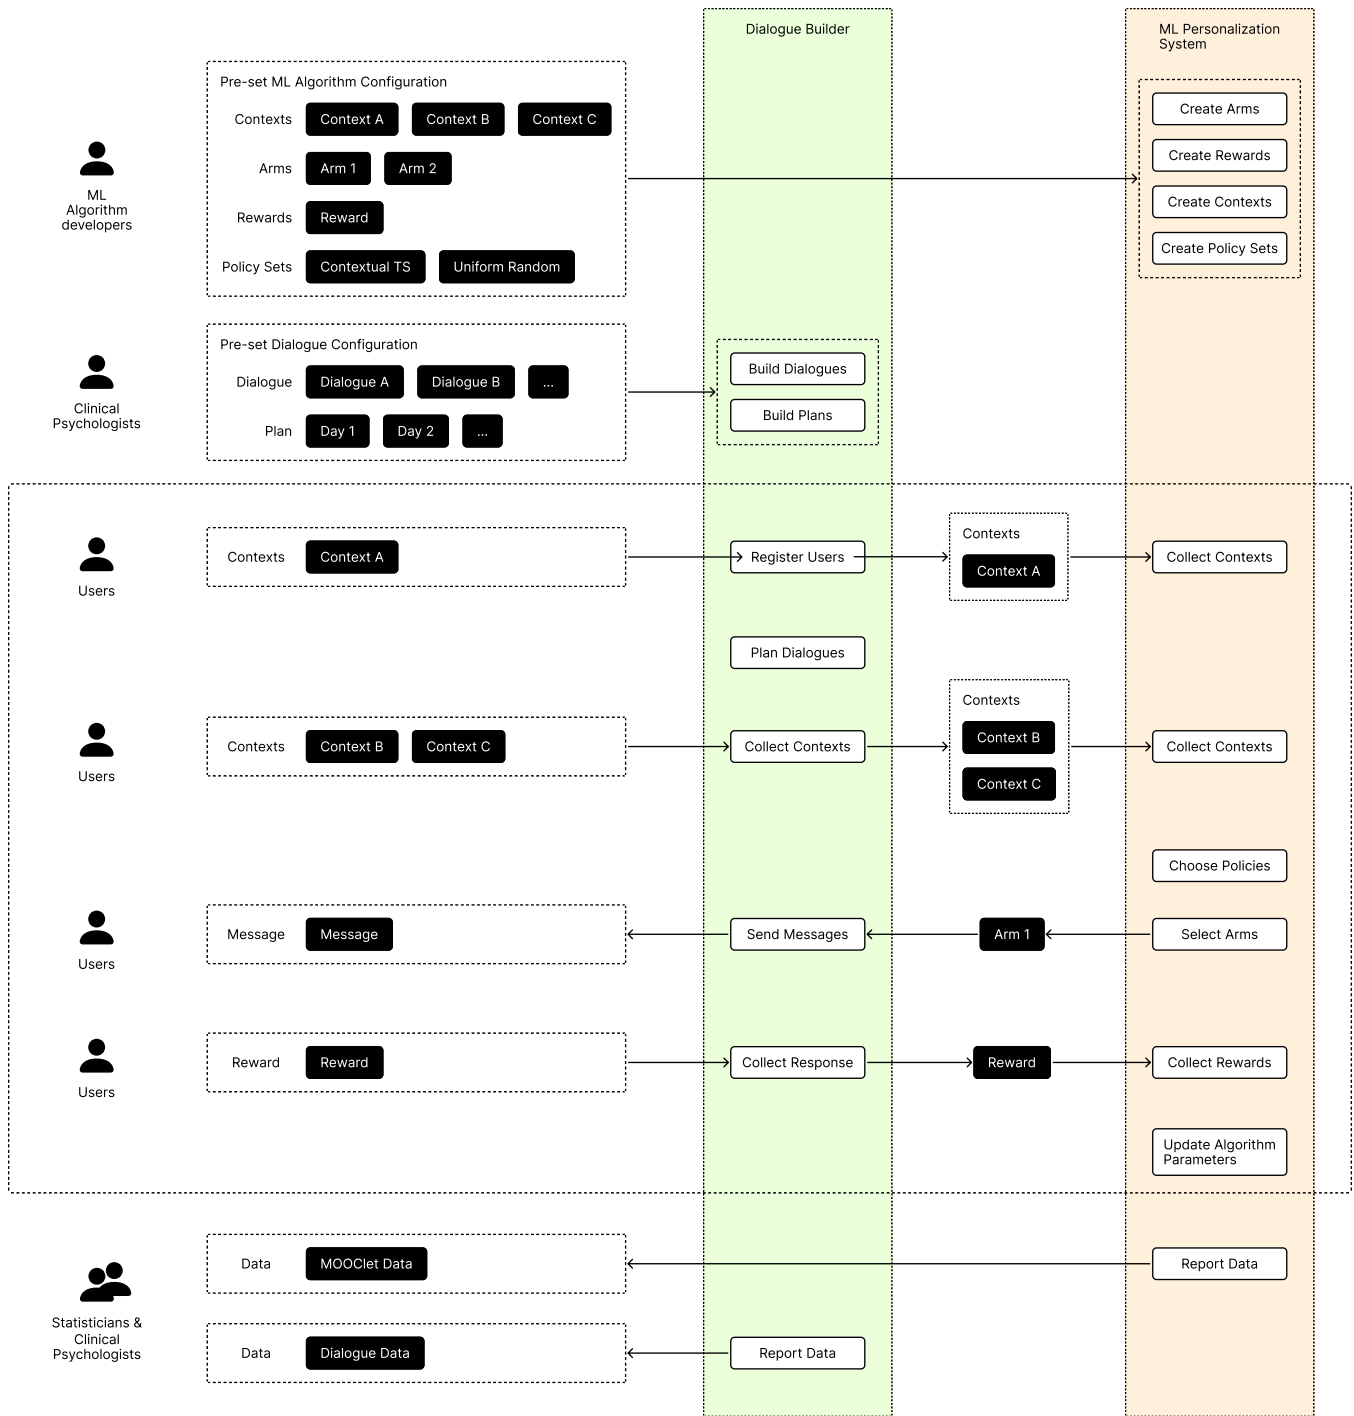 Dialogue Builder
ML Personalization
System
Pre-set ML Algorithm Configuration
Contexts Context A Context B Context C
Arms Arm 1 Arm 2
Rewards Reward
Policy Sets Contextual TS Uniform Random
ML
Algorithm
developers
Create Arms
Create Rewards
Create Contexts
Create Policy Sets
Pre-set Dialogue Configuration
Dialogue Dialogue A Dialogue B ...
Plan Day 1 Day 2 ...
Clinical
Psychologists
Build Dialogues
Build Plans
Users
Contexts Context A
Register Users
Contexts
Context A
Collect Contexts
Plan Dialogues
Users
Contexts Context B Context C
Collect Contexts
Contexts
Context B
Context C
Collect Contexts
Choose Policies
Users
Message Message
Send Messages
Arm 1
Select Arms
Users
Reward Reward
Collect Response
Reward
Collect Rewards
Update Algorithm
Parameters
Statisticians &
Clinical
Psychologists
Data MOOClet Data
Report Data
Data Dialogue Data
Report Data